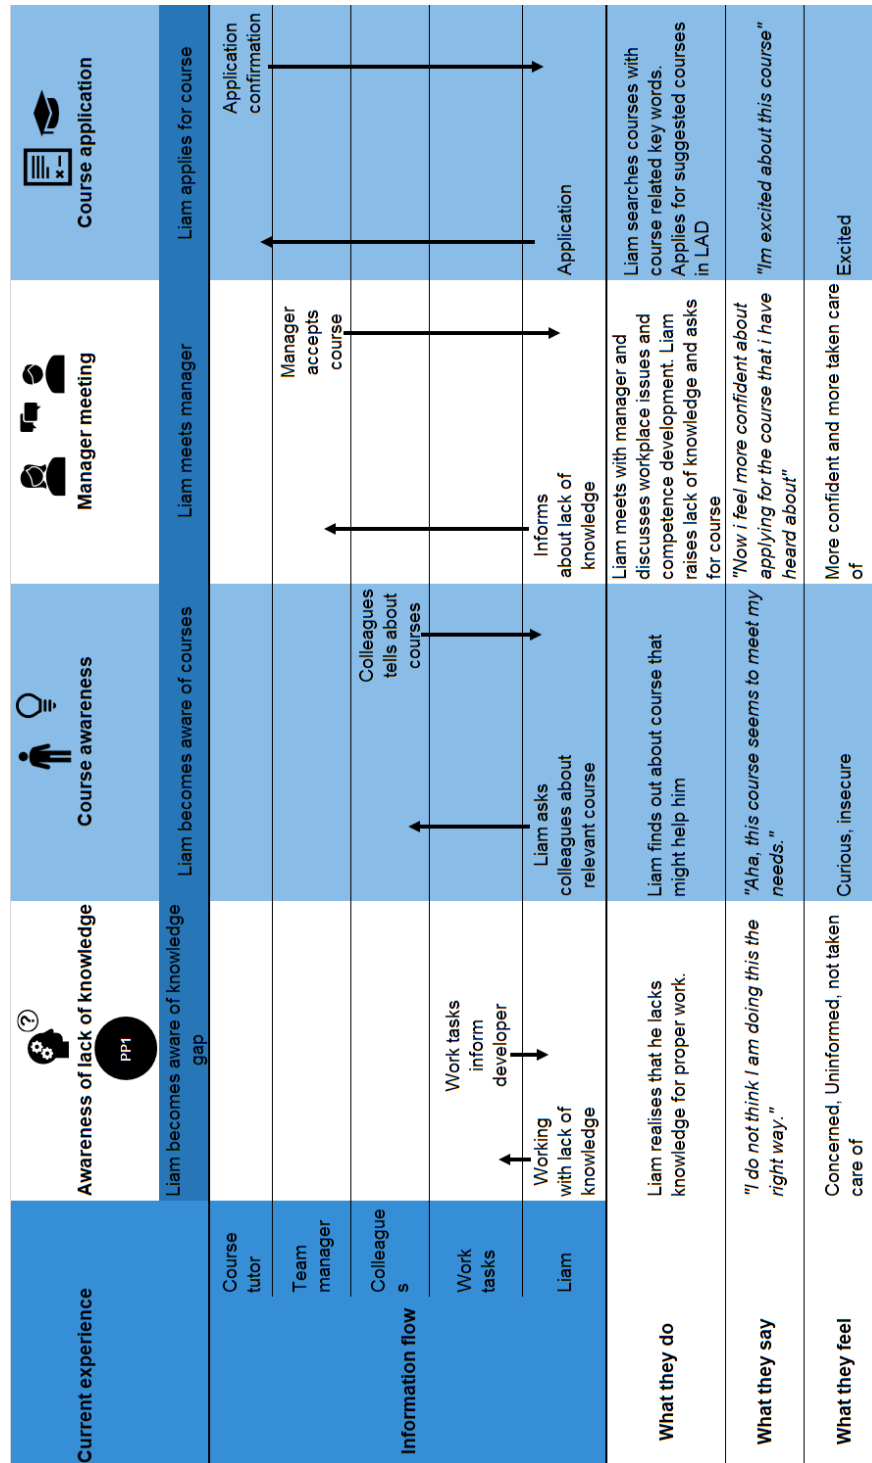 Current experience
Awareness of lack of knowledge
?
PP1
Course awareness
Manager meeting
Course application
Liam becomes aware of knowledge
gap
Liam becomes aware of courses
Liam meets manager
Liam applies for course
Information flow
Course
tutor
Application
confirmation
Team
manager
Manager
accepts
course
Colleague
s
Colleagues
tells about
courses
Work
tasks
Work tasks
inform
developer
Liam
Working
with lack of
knowledge
Liam asks
colleagues about
relevant course
Informs
about lack of
knowledge
Application
What they do
Liam realises that he lacks
knowledge for proper work.
Liam finds out about course that
might help him
Liam meets with manager and
discusses workplace issues and
competence development. Liam
raises lack of knowledge and asks
for course
Liam searches courses with
course related key words.
Applies for suggested courses
in LAD
What they say
"I do not think I am doing this the
right way."
"Aha, this course seems to meet my
needs."
"Now i feel more confident about
applying for the course that i have
heard about"
"Im excited about this course"
What they feel
Concerned, Uninformed, not taken
care of
Curious, insecure
More confident and more taken care
of
Excited